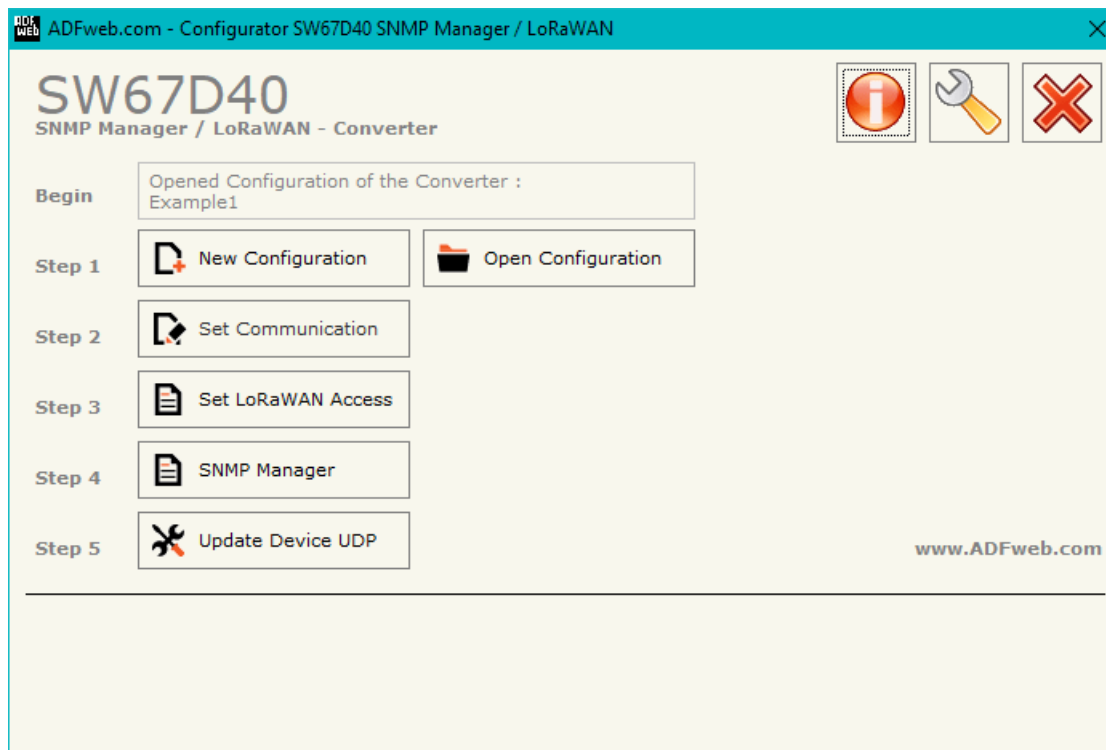 ADF
WEB
ADFweb.com - Configurator SW67D40 SNMP Manager / LoRaWAN
SW67D40
SNMP Manager / LoRaWAN - Converter
Begin
Opened Configuration of the Converter :
Example1
Step 1
New Configuration
Open Configuration
Step 2
Set Communication
Step 3
Set LoRaWAN Access
Step 4
SNMP Manager
Step 5
Update Device UDP
www.ADFweb.com